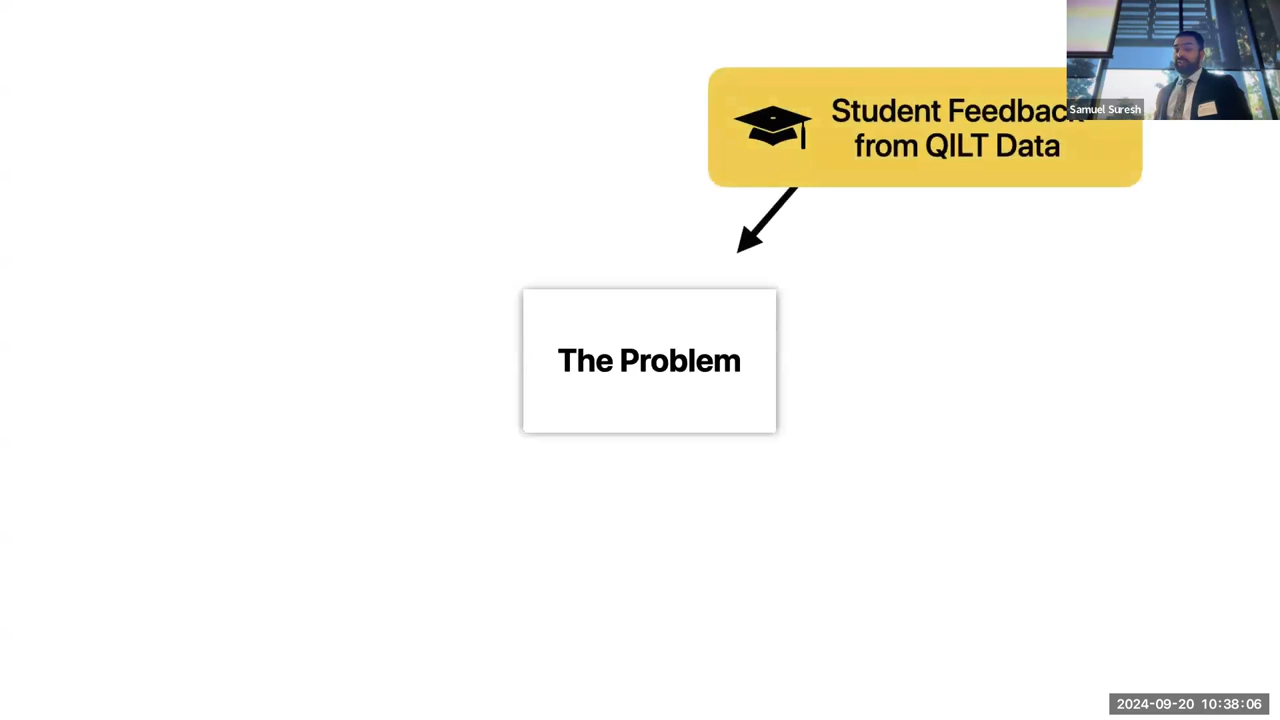 Student Feedback
from QILT Data
Samuel Suresh
The Problem
2024-09-20 10:38:06